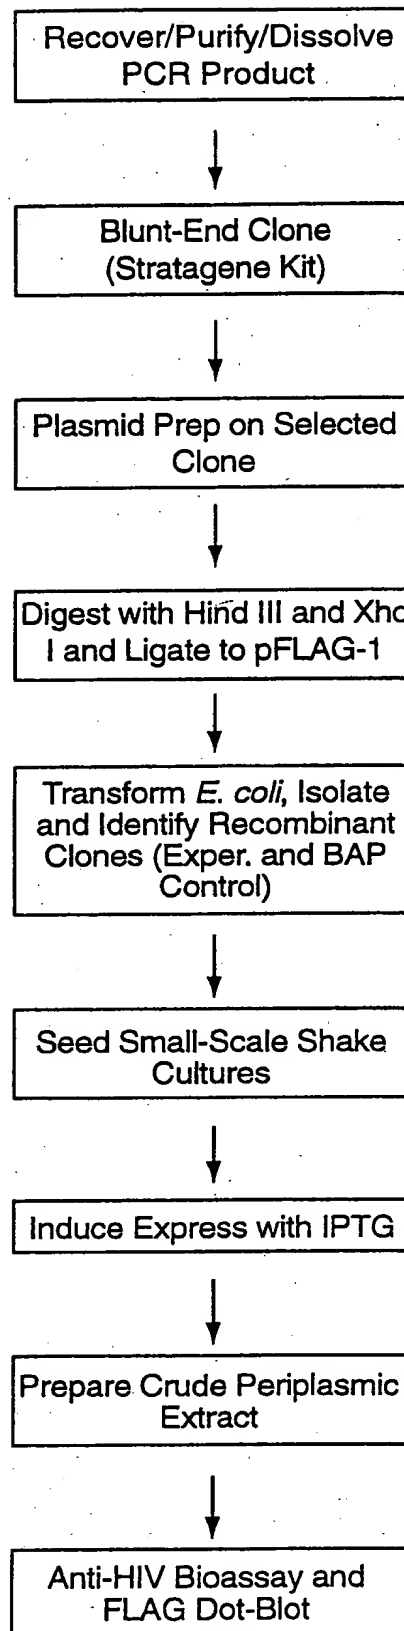 Recover/Purify/Dissolve
PCR Product
Blunt-End Clone
(Stratagene Kit)
Plasmid Prep on Selected
Clone
Digest with Hind III and Xho
I and Ligate to pFLAG-1
Transform E. coli, Isolate
and Identify Recombinant
Clones (Exper. and BAP
Control)
Seed Small-Scale Shake
Cultures
Induce Express with IPTG
Prepare Crude Periplasmic
Extract
Anti-HIV Bioassay and
FLAG Dot-Blot